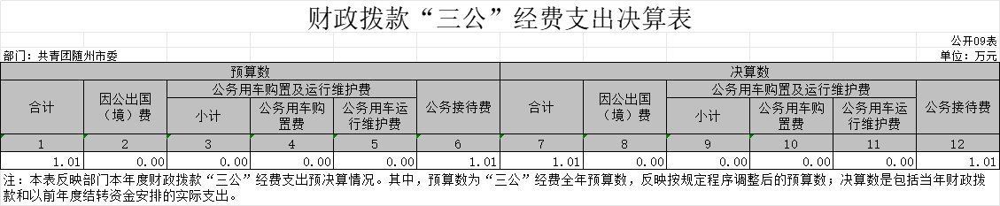 财政拨款“三公”经费支出决算表
公开09表
部门：共青团随州市委 单位：万元
预算数 决算数
合计 因公出国（境）费 公务用车购置及运行维护费 公务接待费 合计 因公出国（境）费 公务用车购置及运行维护费 公务接待费
小计 公务用车购置费 公务用车运行维护费 小计 公务用车购置费 公务用车运行维护费
1 2 3 4 5 6 7 8 9 10 11 12
1.01 0.00 0.00 0.00 0.00 1.01 1.01 0.00 0.00 0.00 0.00 1.01
注：本表反映部门本年度财政拨款“三公”经费支出预决算情况。其中，预算数为“三公”经费全年预算数，反映按规定程序调整后的预算数；决算数是包括当年财政拨
款和以前年度结转资金安排的实际支出。